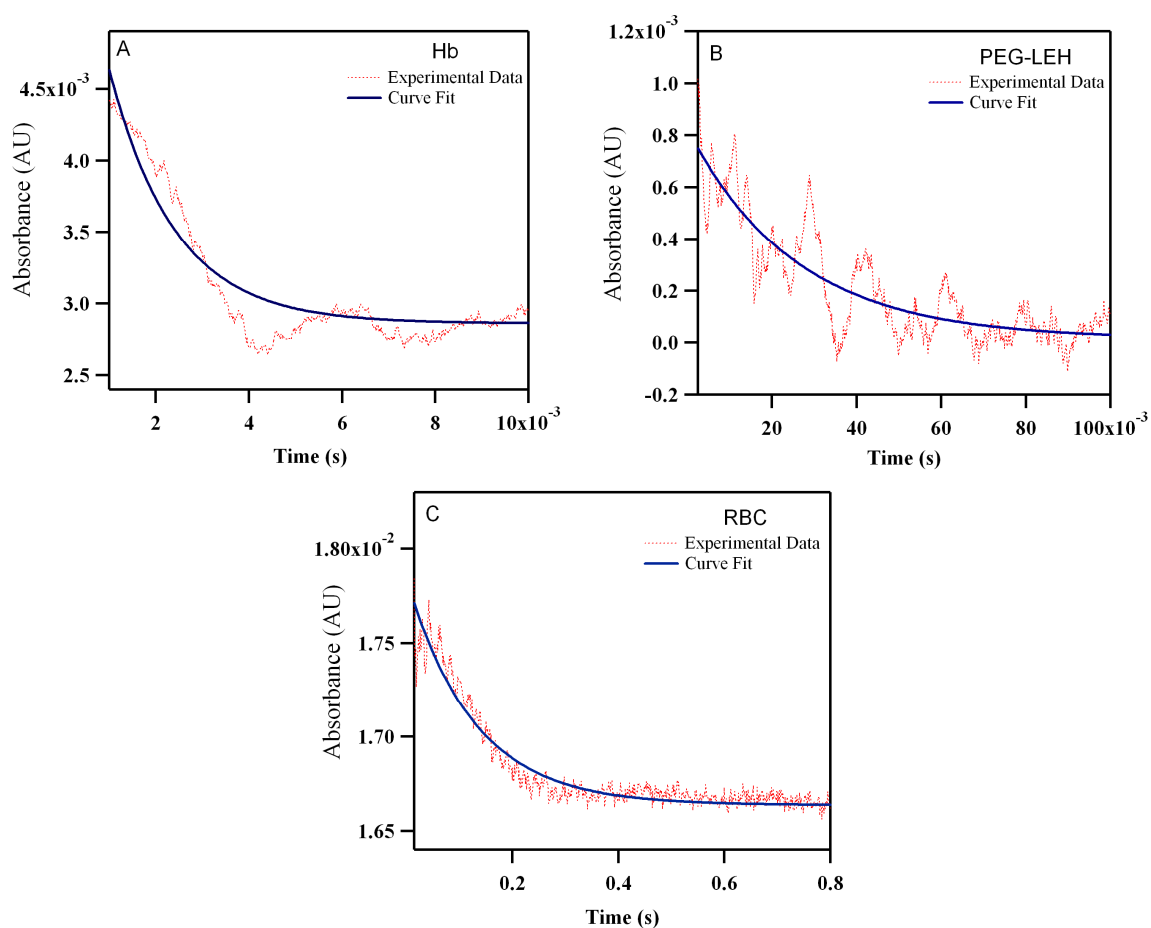 A
Hb
Experimental Data
Curve Fit
4.5x10⁻³
4.0
3.5
3.0
2.5
Absorbance (AU)
2
4
6
8
10x10⁻³
Time (s)
B
PEG-LEH
Experimental Data
Curve Fit
1.2x10⁻³
1.0
0.8
0.6
0.4
0.2
0.0
-0.2
Absorbance (AU)
20
40
60
80
100x10⁻³
Time (s)
C
RBC
Experimental Data
Curve Fit
1.80x10⁻²
1.75
1.70
1.65
Absorbance (AU)
0.2
0.4
0.6
0.8
Time (s)